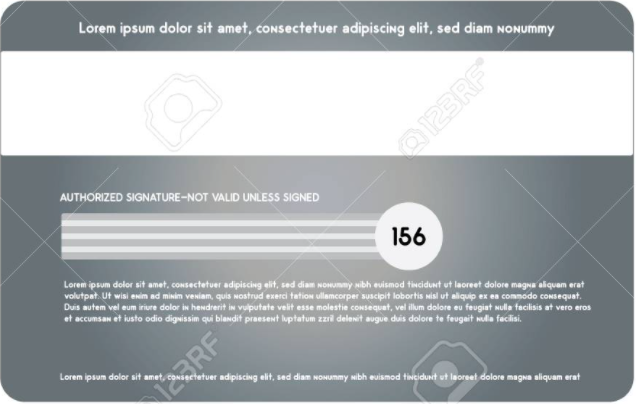 Lorem ipsum dolor sit amet, consectetuer adipiscing elit, sed diam nonummy
123RF
AUTHORIZED SIGNATURE-NOT VALID UNLESS SIGNED
156
Lorem ipsum dolor sit amet, consectetuer adipiscing elit, sed diam nonummy nibh euismod tincidunt ut laoreet dolore magna aliquam erat
volutpat. Ut wisi enim ad minim veniam, quis nostrud exerci tation ullamcorper suscipit lobortis nisl ut aliquip ex ea commodo consequat.
Duis autem vel eum iriure dolor in hendrerit in vulputate velit esse molestie consequat, vel illum dolore eu feugiat nulla facilisis at vero eros
et accumsan et iusto odio dignissim qui blandit praesent luptatum zzril delenit augue duis dolore te feugait nulla facilisi.
123RF
Lorem ipsum dolor sit amet, consectetuer adipiscing elit, sed diam nonummy nibh euismod tincidunt ut laoreet dolore magna aliquam erat